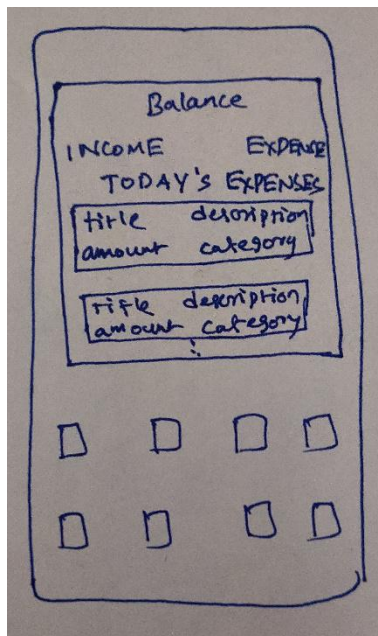 Balance
INCOME EXPENSE
TODAY'S EXPENSES
title description
amount category
title description
amount category